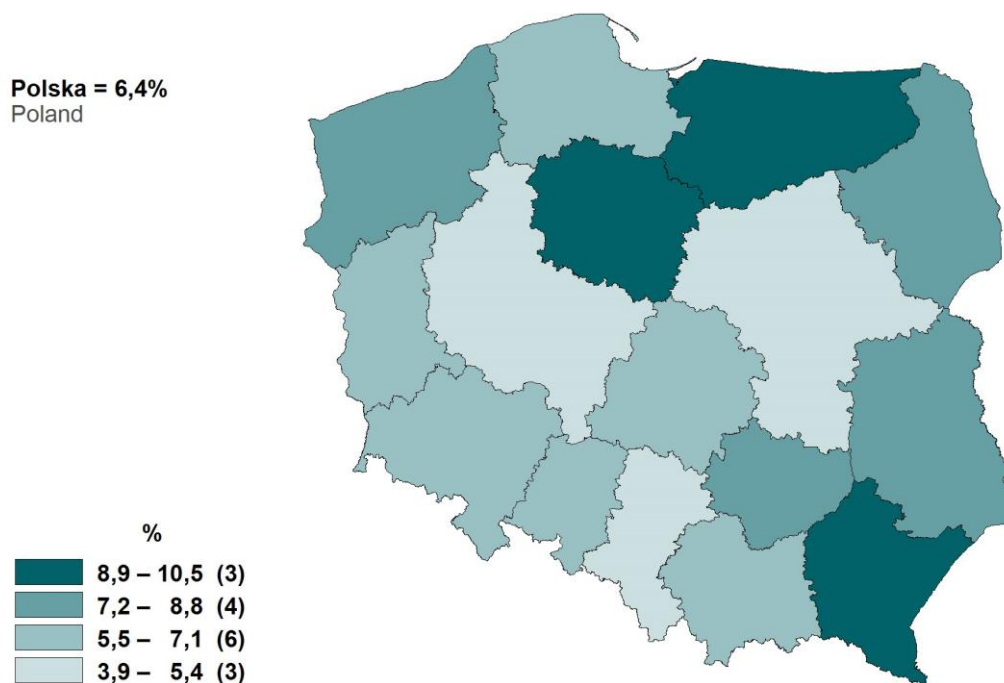 Polska = 6,4%
Poland
%
8,9 – 10,5 (3)
7,2 – 8,8 (4)
5,5 – 7,1 (6)
3,9 – 5,4 (3)